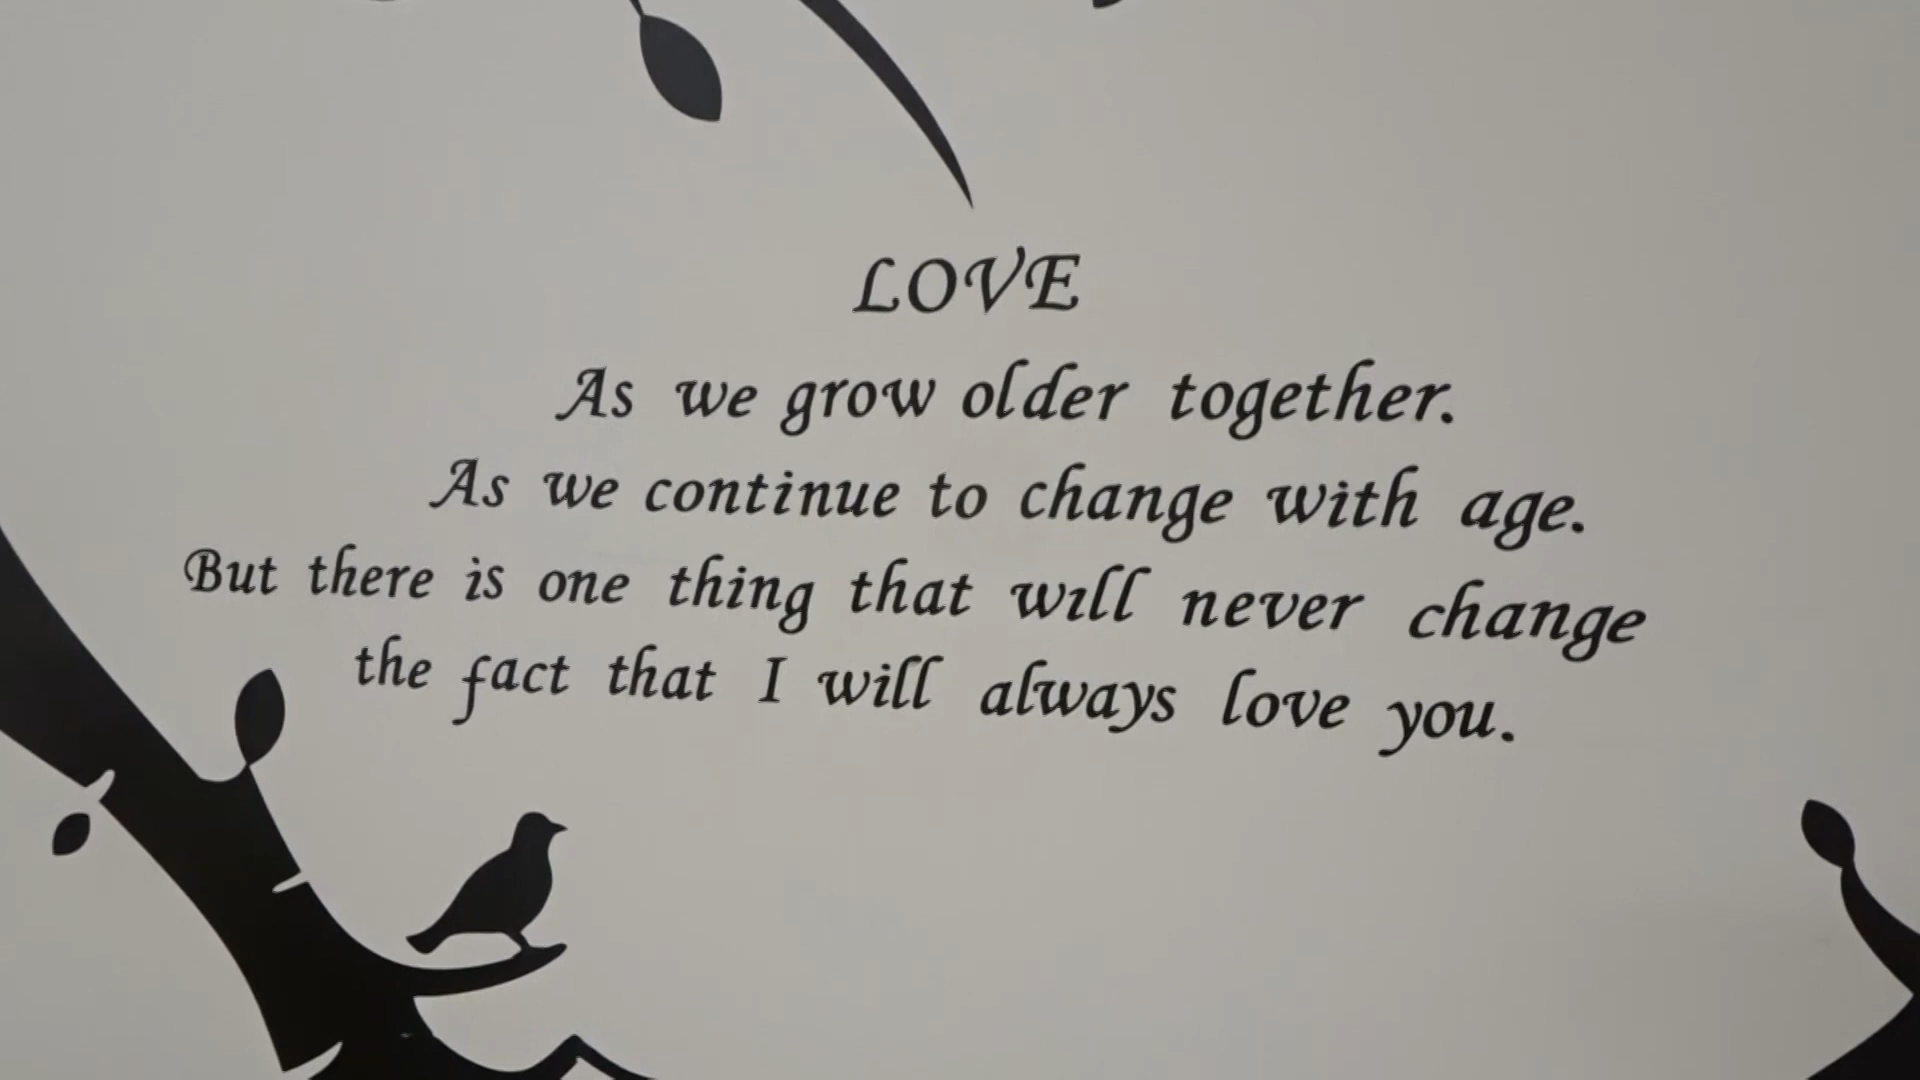 LOVE
As we grow older together.
As we continue to change with age.
But there is one thing that will never change
the fact that I will always love you.